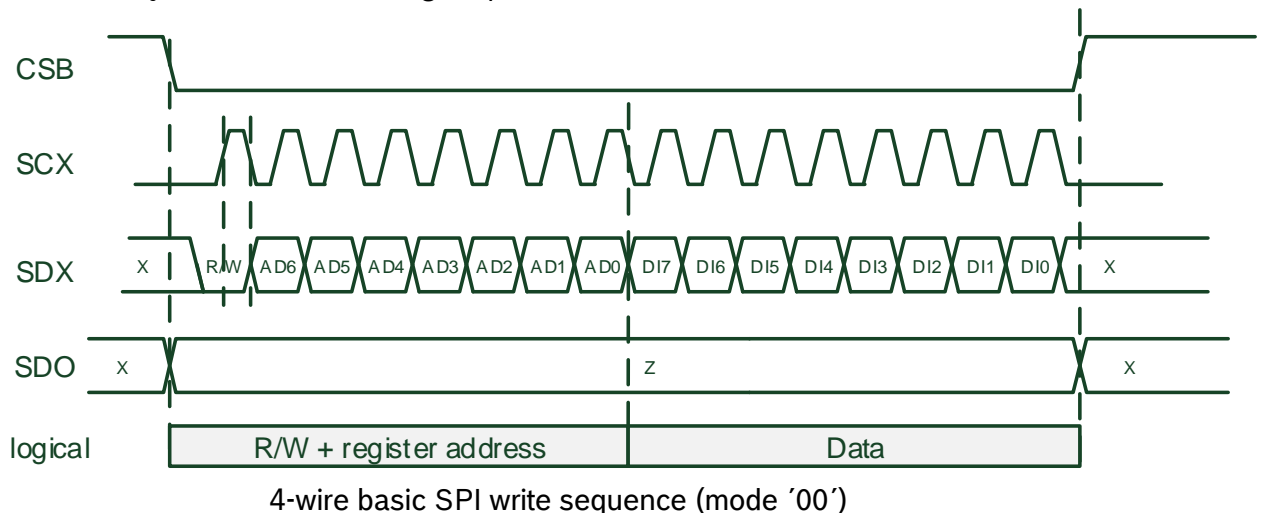 CSB
SCX
SDX X R/W AD6 AD5 AD4 AD3 AD2 AD1 AD0 DI7 DI6 DI5 DI4 DI3 DI2 DI1 DI0 X
SDO X Z X
logical R/W + register address Data
4-wire basic SPI write sequence (mode ´00´)